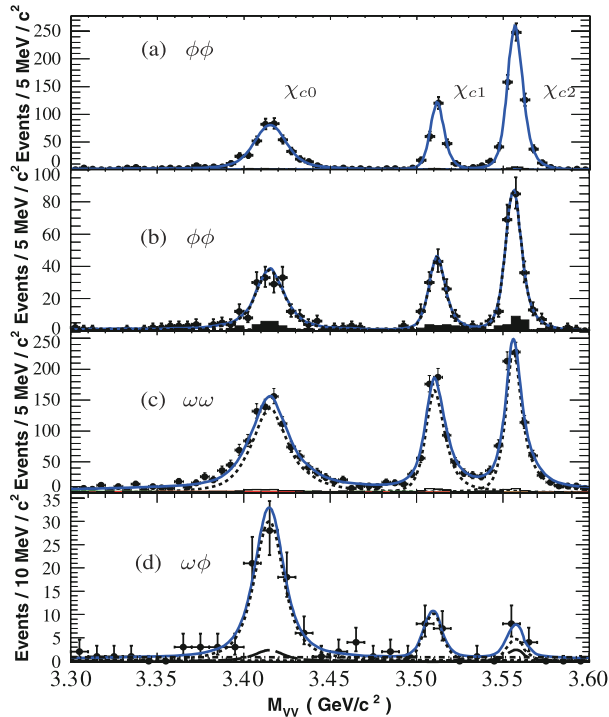 Events / 5 MeV / c²
250
200
150
100
50
0
(a) ϕϕ
χc0
χc1
χc2
Events / 5 MeV / c²
100
80
60
40
20
0
(b) ϕϕ
Events / 5 MeV / c²
250
200
150
100
50
0
(c) ωω
Events / 10 MeV / c²
35
30
25
20
15
10
5
0
(d) ωϕ
3.30 3.35 3.40 3.45 3.50 3.55 3.60
M_VV ( GeV/c² )